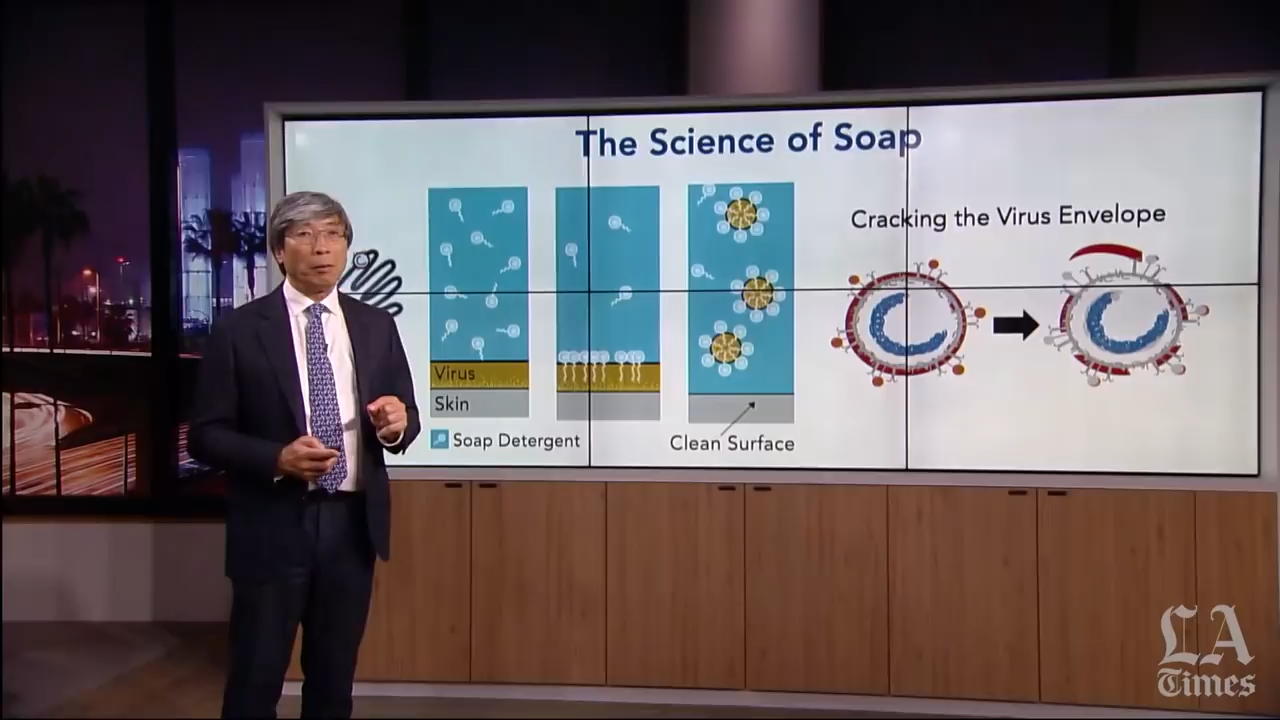 The Science of Soap
Cracking the Virus Envelope
Virus
Skin
Soap Detergent
Clean Surface
LA
Times